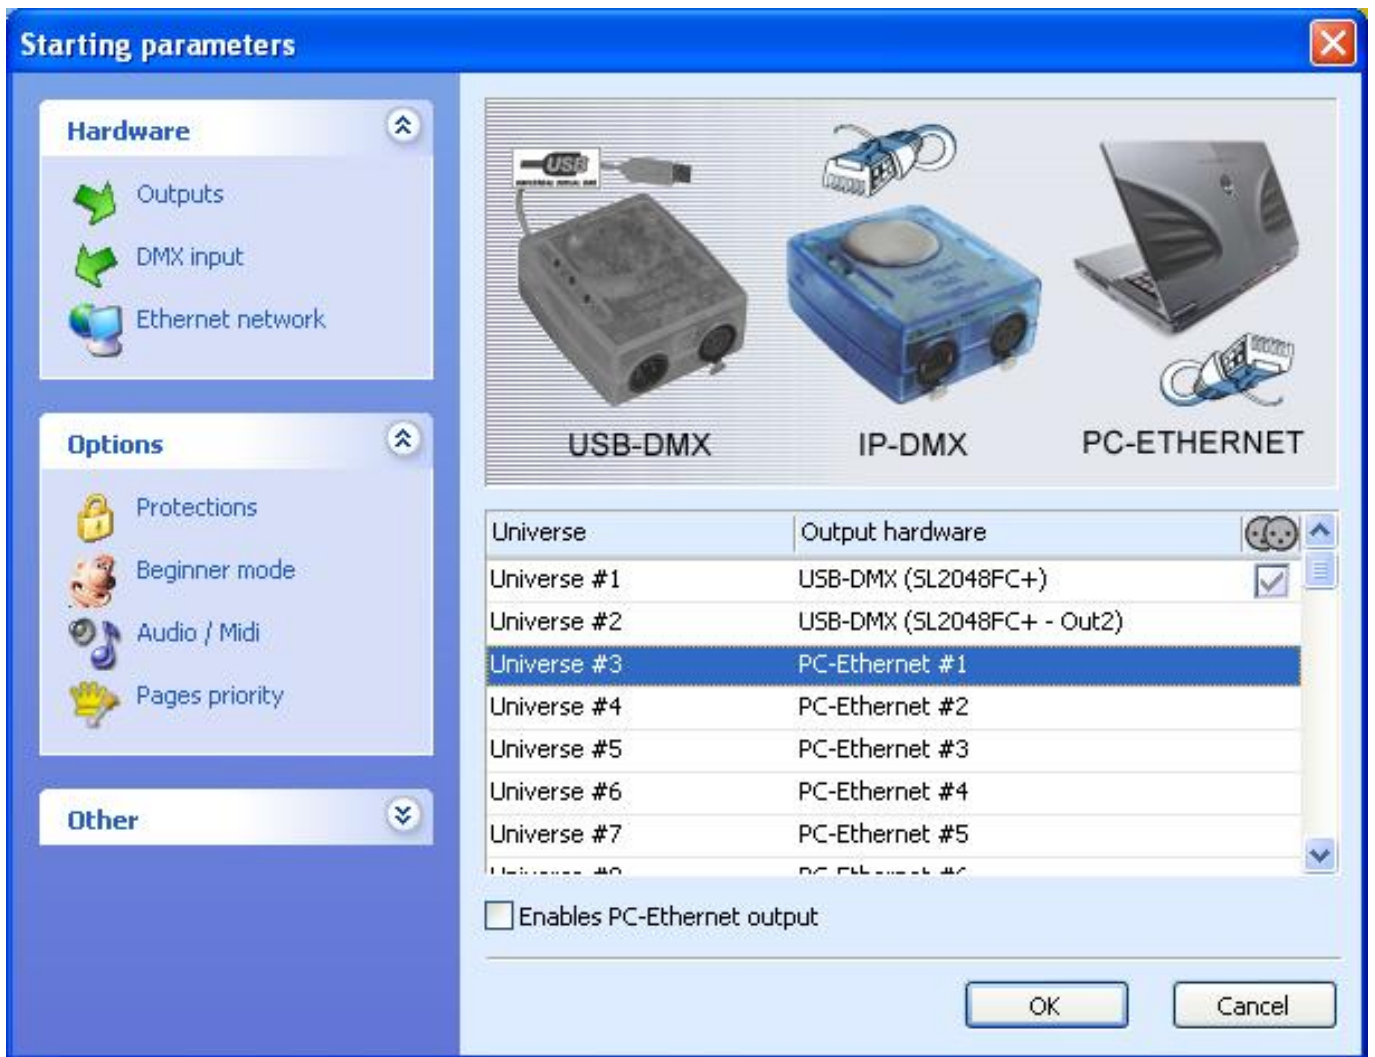 Starting parameters
Hardware
Outputs
DMX input
Ethernet network
Options
Protections
Beginner mode
Audio / Midi
Pages priority
Other
USB
USB-DMX
IP-DMX
PC-ETHERNET
Universe Output hardware
Universe #1 USB-DMX (SL2048FC+)
Universe #2 USB-DMX (SL2048FC+ - Out2)
Universe #3 PC-Ethernet #1
Universe #4 PC-Ethernet #2
Universe #5 PC-Ethernet #3
Universe #6 PC-Ethernet #4
Universe #7 PC-Ethernet #5
Enables PC-Ethernet output
OK
Cancel